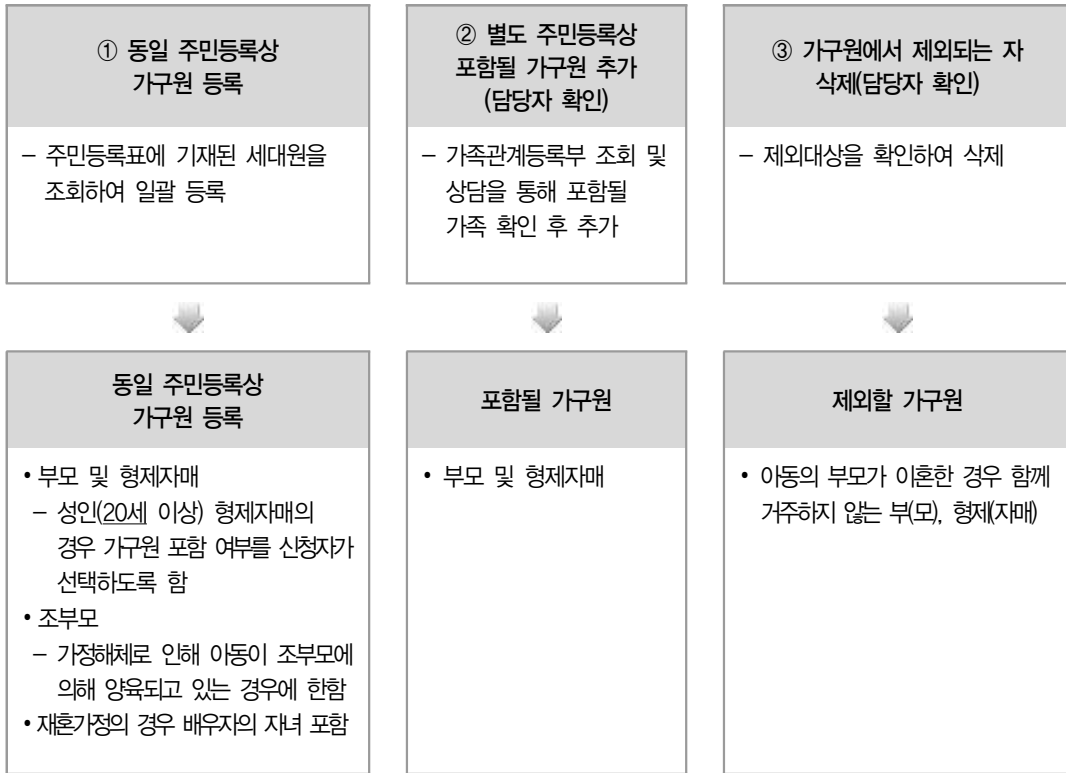 ① 동일 주민등록상
가구원 등록
– 주민등록표에 기재된 세대원을
조회하여 일괄 등록
② 별도 주민등록상
포함될 가구원 추가
(담당자 확인)
– 가족관계등록부 조회 및
상담을 통해 포함될
가족 확인 후 추가
③ 가구원에서 제외되는 자
삭제(담당자 확인)
– 제외대상을 확인하여 삭제
동일 주민등록상
가구원 등록
• 부모 및 형제자매
– 성인(20세 이상) 형제자매의
경우 가구원 포함 여부를 신청자가
선택하도록 함
• 조부모
– 가정해체로 인해 아동이 조부모에
의해 양육되고 있는 경우에 한함
• 재혼가정의 경우 배우자의 자녀 포함
포함될 가구원
• 부모 및 형제자매
제외할 가구원
• 아동의 부모가 이혼한 경우 함께
거주하지 않는 부(모), 형제(자매)